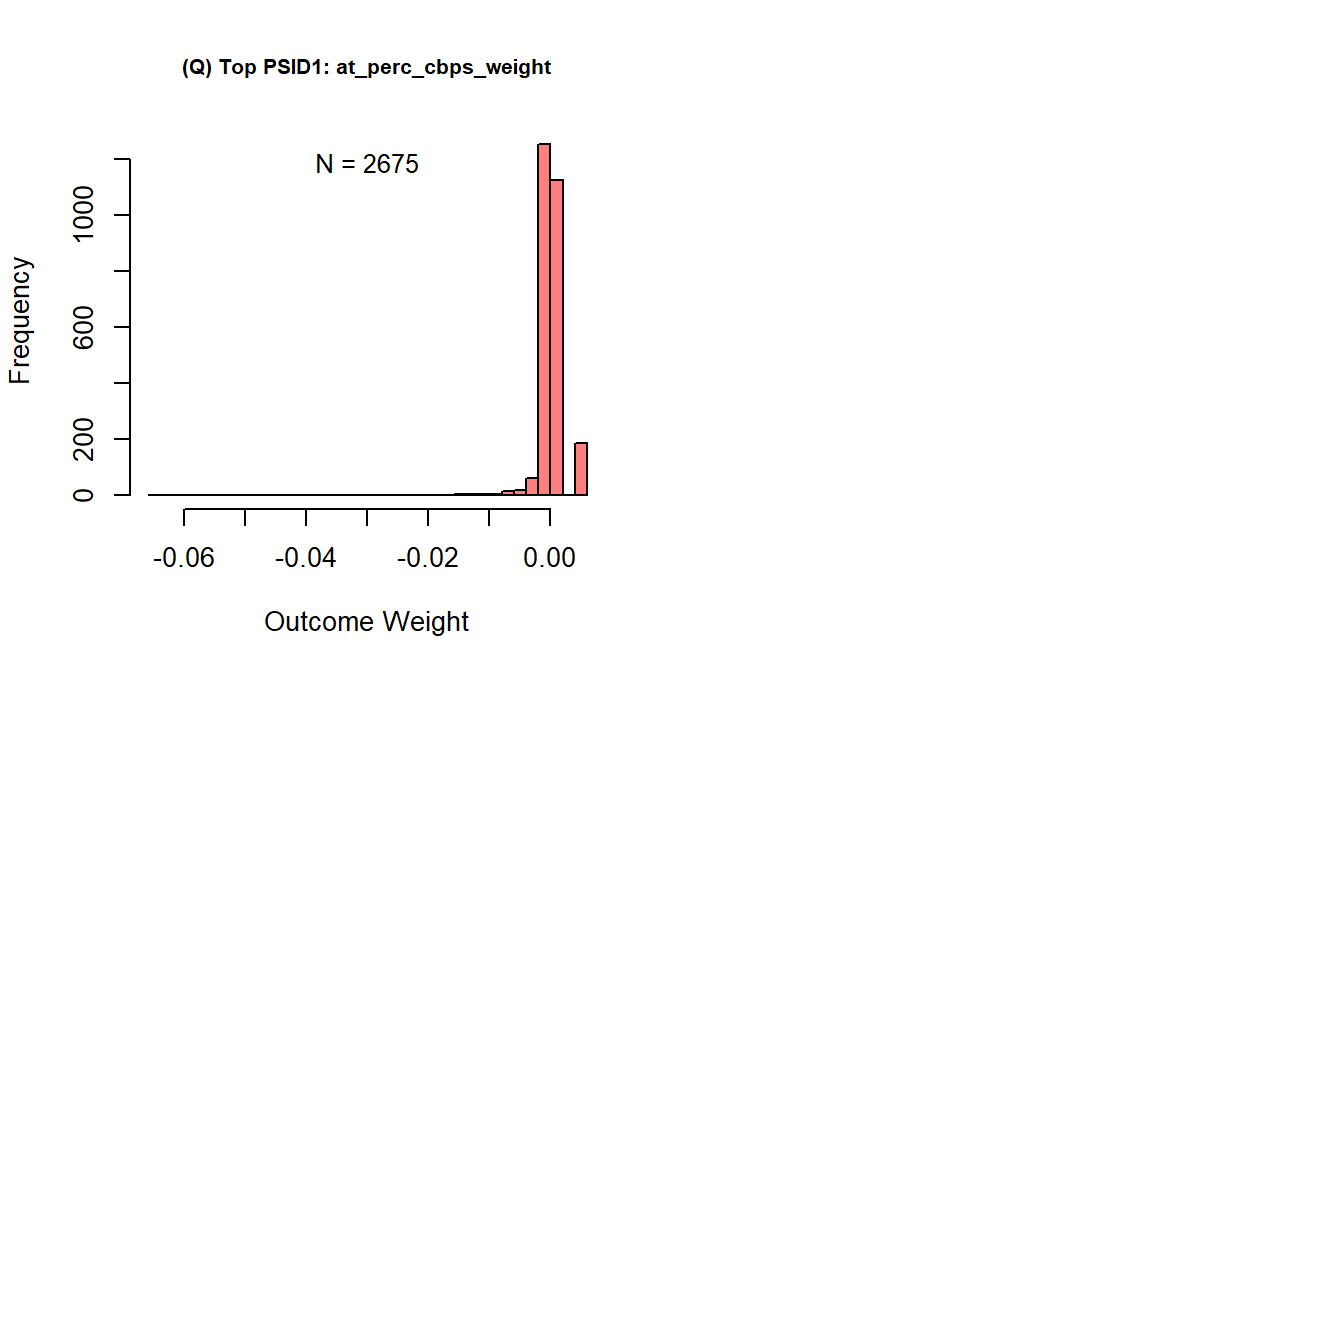 (Q) Top PSID1: at_perc_cbps_weight
N = 2675
Frequency
1000
600
200
0
-0.06 -0.04 -0.02 0.00
Outcome Weight